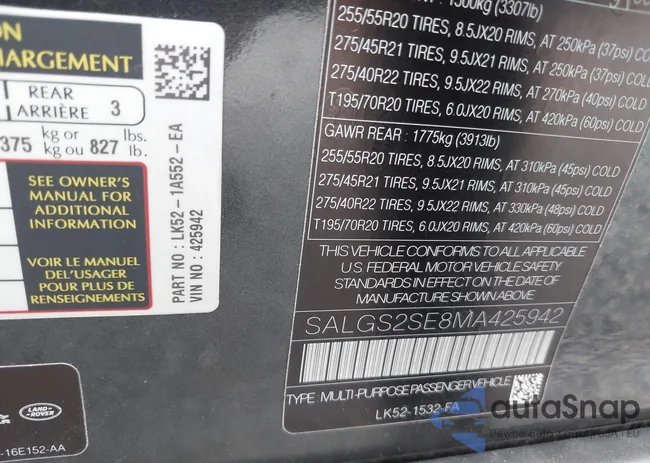 ON
HARGEMENT
REAR
ARRIÈRE 3
375 kg or
kg ou 827 lbs.
lb.
SEE OWNER'S
MANUAL FOR
ADDITIONAL
INFORMATION
VOIR LE MANUEL
DEL'USAGER
POUR PLUS DE
RENSEIGNEMENTS
PART NO : LK52 - 1A552 - EA
VIN NO : 425942
LAND-
ROVER
-16E152-AA
1500kg (3307lb)
255/55R20 TIRES, 8.5JX20 RIMS, AT 250kPa (37psi) COLD
275/45R21 TIRES, 9.5JX21 RIMS, AT 250kPa (37psi) COLD
275/40R22 TIRES, 9.5JX22 RIMS, AT 270kPa (40psi) COLD
T195/70R20 TIRES, 6.0JX20 RIMS, AT 420kPa (60psi) COLD
GAWR REAR : 1775kg (3913lb)
255/55R20 TIRES, 8.5JX20 RIMS, AT 310kPa (45psi) COLD
275/45R21 TIRES, 9.5JX21 RIMS, AT 310kPa (45psi) COLD
275/40R22 TIRES, 9.5JX22 RIMS, AT 330kPa (48psi) COLD
T195/70R20 TIRES, 6.0JX20 RIMS, AT 420kPa (60psi) COLD
THIS VEHICLE CONFORMS TO ALL APPLICABLE
U.S. FEDERAL MOTOR VEHICLE SAFETY
STANDARDS IN EFFECT ON THE DATE OF
MANUFACTURE SHOWN ABOVE
SALGS2SE8MA425942
TYPE: MULTI-PURPOSE PASSENGER VEHICLE
LK52-1532-FA
autoSnap
Pewne auto